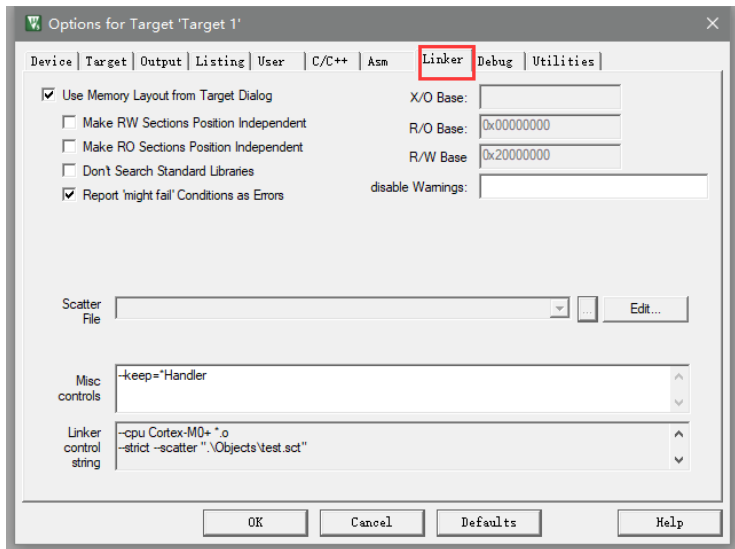 Options for Target 'Target 1'
Device Target Output Listing User C/C++ Asm Linker Debug Utilities
Use Memory Layout from Target Dialog
Make RW Sections Position Independent
Make RO Sections Position Independent
Don't Search Standard Libraries
Report 'might fail' Conditions as Errors
X/O Base:
R/O Base: 0x00000000
R/W Base 0x20000000
disable Warnings:
Scatter
File
... Edit...
Misc
controls
--keep=*Handler
Linker
control
string
--cpu Cortex-M0+ *.o
--strict --scatter ".\Objects\test.sct"
OK Cancel Defaults Help